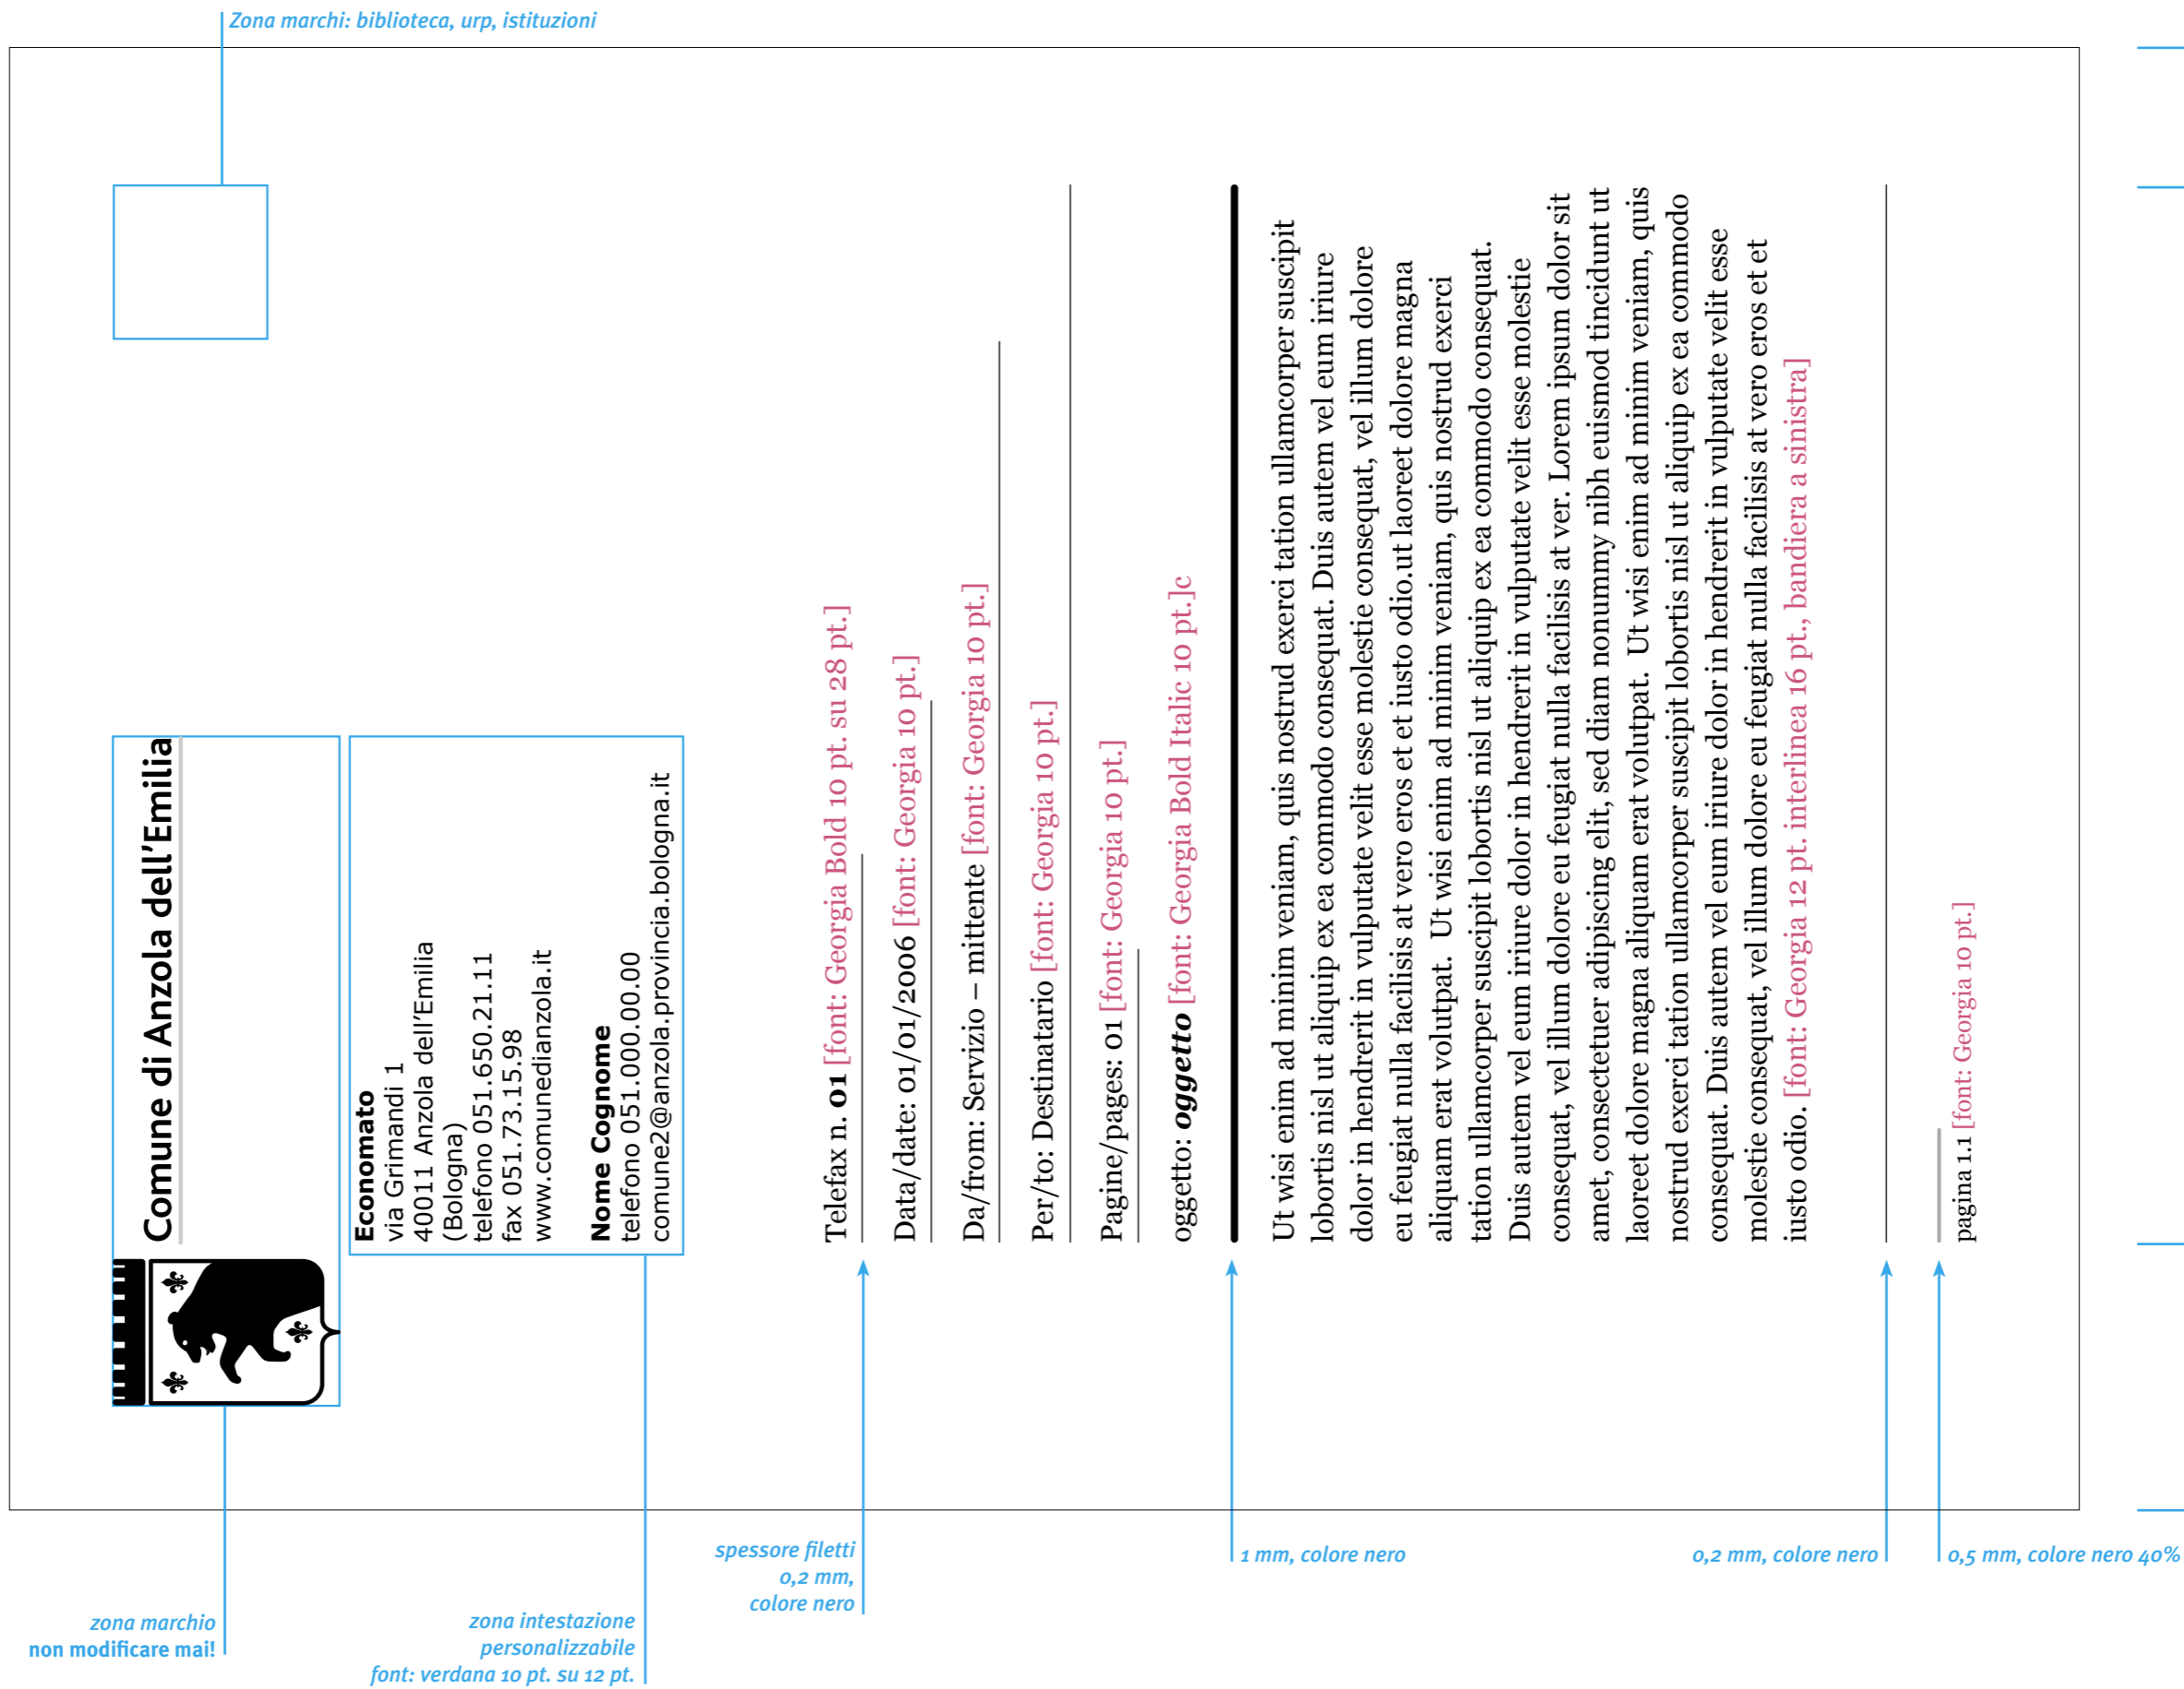 Zona marchi: biblioteca, urp, istituzioni
Comune di Anzola dell'Emilia
Economato
via Grimandi 1
40011 Anzola dell'Emilia
(Bologna)
telefono 051.650.21.11
fax 051.73.15.98
www.comunedianzola.it
Nome Cognome
telefono 051.000.00.00
comune2@anzola.provincia.bologna.it
Telefax n. 01 [font: Georgia Bold 10 pt. su 28 pt.]
Data/date: 01/01/2006 [font: Georgia 10 pt.]
Da/from: Servizio – mittente [font: Georgia 10 pt.]
Per/to: Destinatario [font: Georgia 10 pt.]
Pagine/pages: 01 [font: Georgia 10 pt.]
oggetto: oggetto [font: Georgia Bold Italic 10 pt.]c
Ut wisi enim ad minim veniam, quis nostrud exerci tation ullamcorper suscipit
lobortis nisl ut aliquip ex ea commodo consequat. Duis autem vel eum iriure
dolor in hendrerit in vulputate velit esse molestie consequat, vel illum dolore
eu feugiat nulla facilisis at vero eros et et iusto odio.ut laoreet dolore magna
aliquam erat volutpat.  Ut wisi enim ad minim veniam, quis nostrud exerci
tation ullamcorper suscipit lobortis nisl ut aliquip ex ea commodo consequat.
Duis autem vel eum iriure dolor in hendrerit in vulputate velit esse molestie
consequat, vel illum dolore eu feugiat nulla facilisis at ver. Lorem ipsum dolor sit
amet, consectetuer adipiscing elit, sed diam nonummy nibh euismod tincidunt ut
laoreet dolore magna aliquam erat volutpat.  Ut wisi enim ad minim veniam, quis
nostrud exerci tation ullamcorper suscipit lobortis nisl ut aliquip ex ea commodo
consequat. Duis autem vel eum iriure dolor in hendrerit in vulputate velit esse
molestie consequat, vel illum dolore eu feugiat nulla facilisis at vero eros et et
iusto odio. [font: Georgia 12 pt. interlinea 16 pt., bandiera a sinistra]
pagina 1.1 [font: Georgia 10 pt.]
zona marchio
non modificare mai!
zona intestazione
personalizzabile
font: verdana 10 pt. su 12 pt.
spessore filetti
0,2 mm,
colore nero
1 mm, colore nero
0,2 mm, colore nero
0,5 mm, colore nero 40%